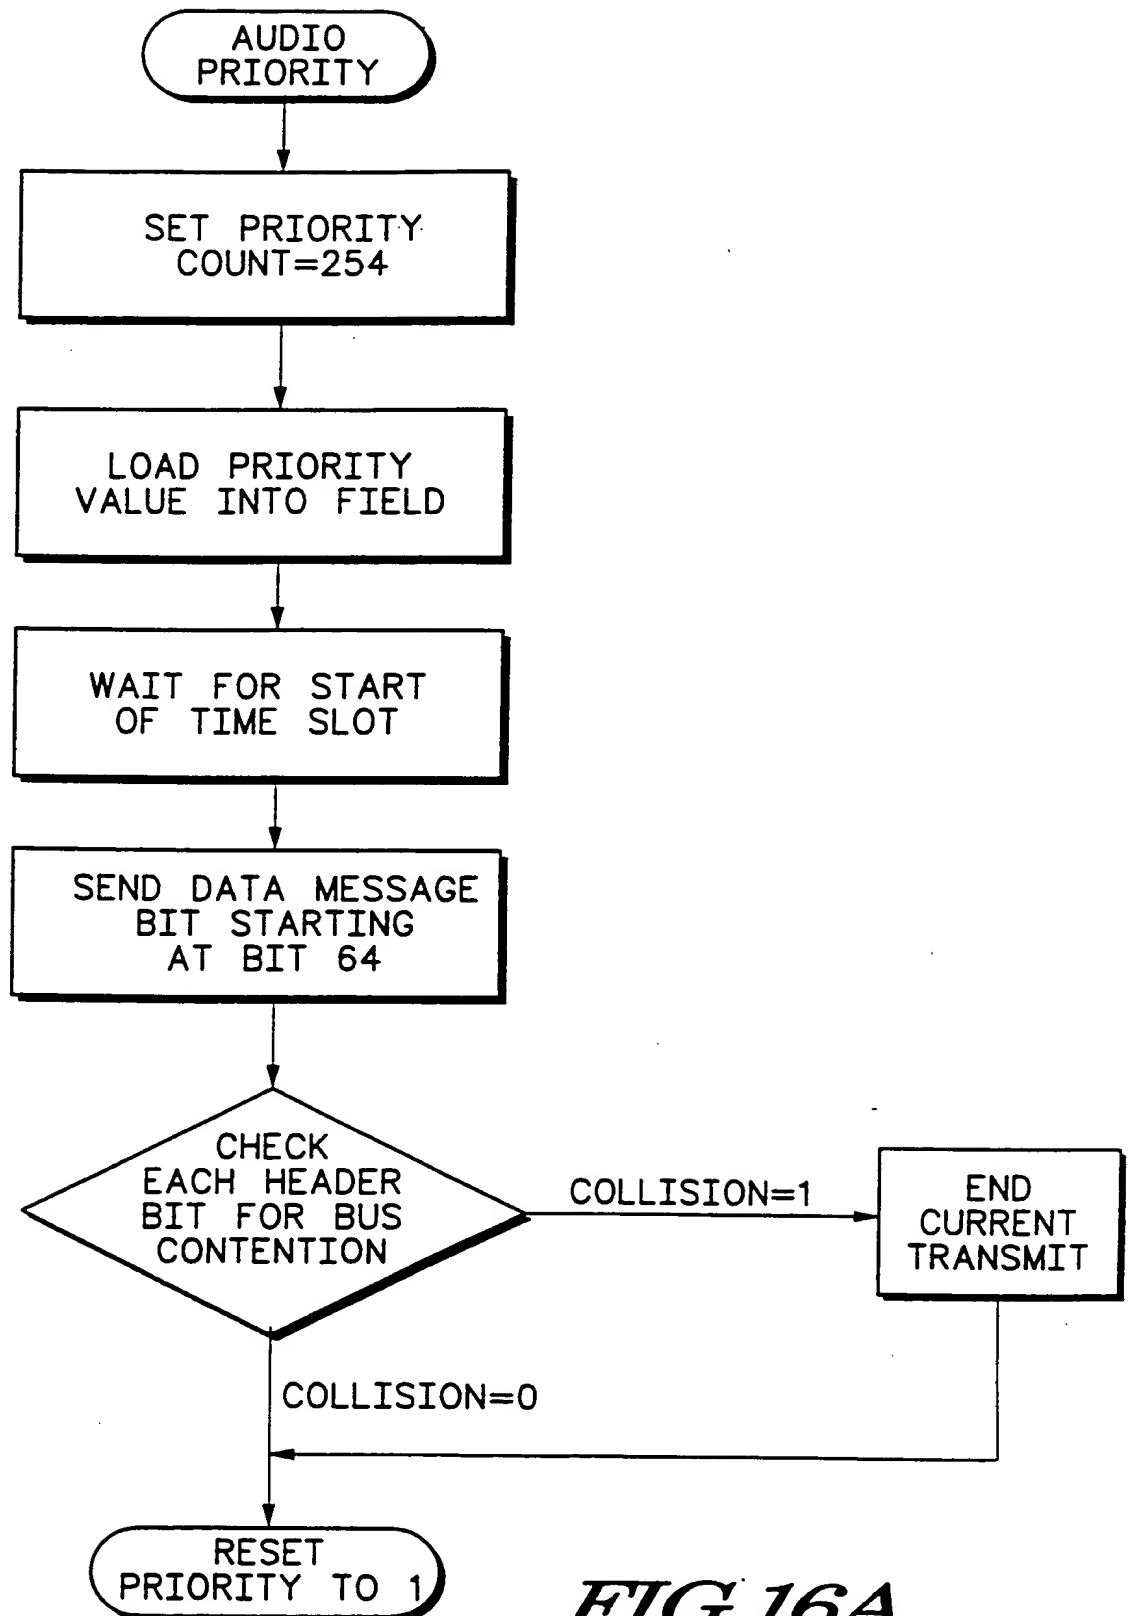 AUDIO
PRIORITY
SET PRIORITY
COUNT=254
LOAD PRIORITY
VALUE INTO FIELD
WAIT FOR START
OF TIME SLOT
SEND DATA MESSAGE
BIT STARTING
AT BIT 64
CHECK
EACH HEADER
BIT FOR BUS
CONTENTION
COLLISION=1
END
CURRENT
TRANSMIT
COLLISION=0
RESET
PRIORITY TO 1
FIG. 16A